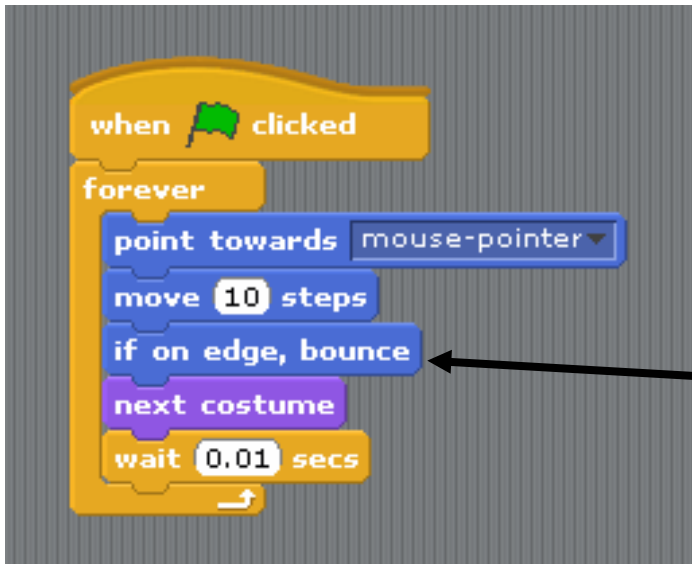 when clicked
forever
point towards mouse-pointer
move 10 steps
if on edge, bounce
next costume
wait 0.01 secs